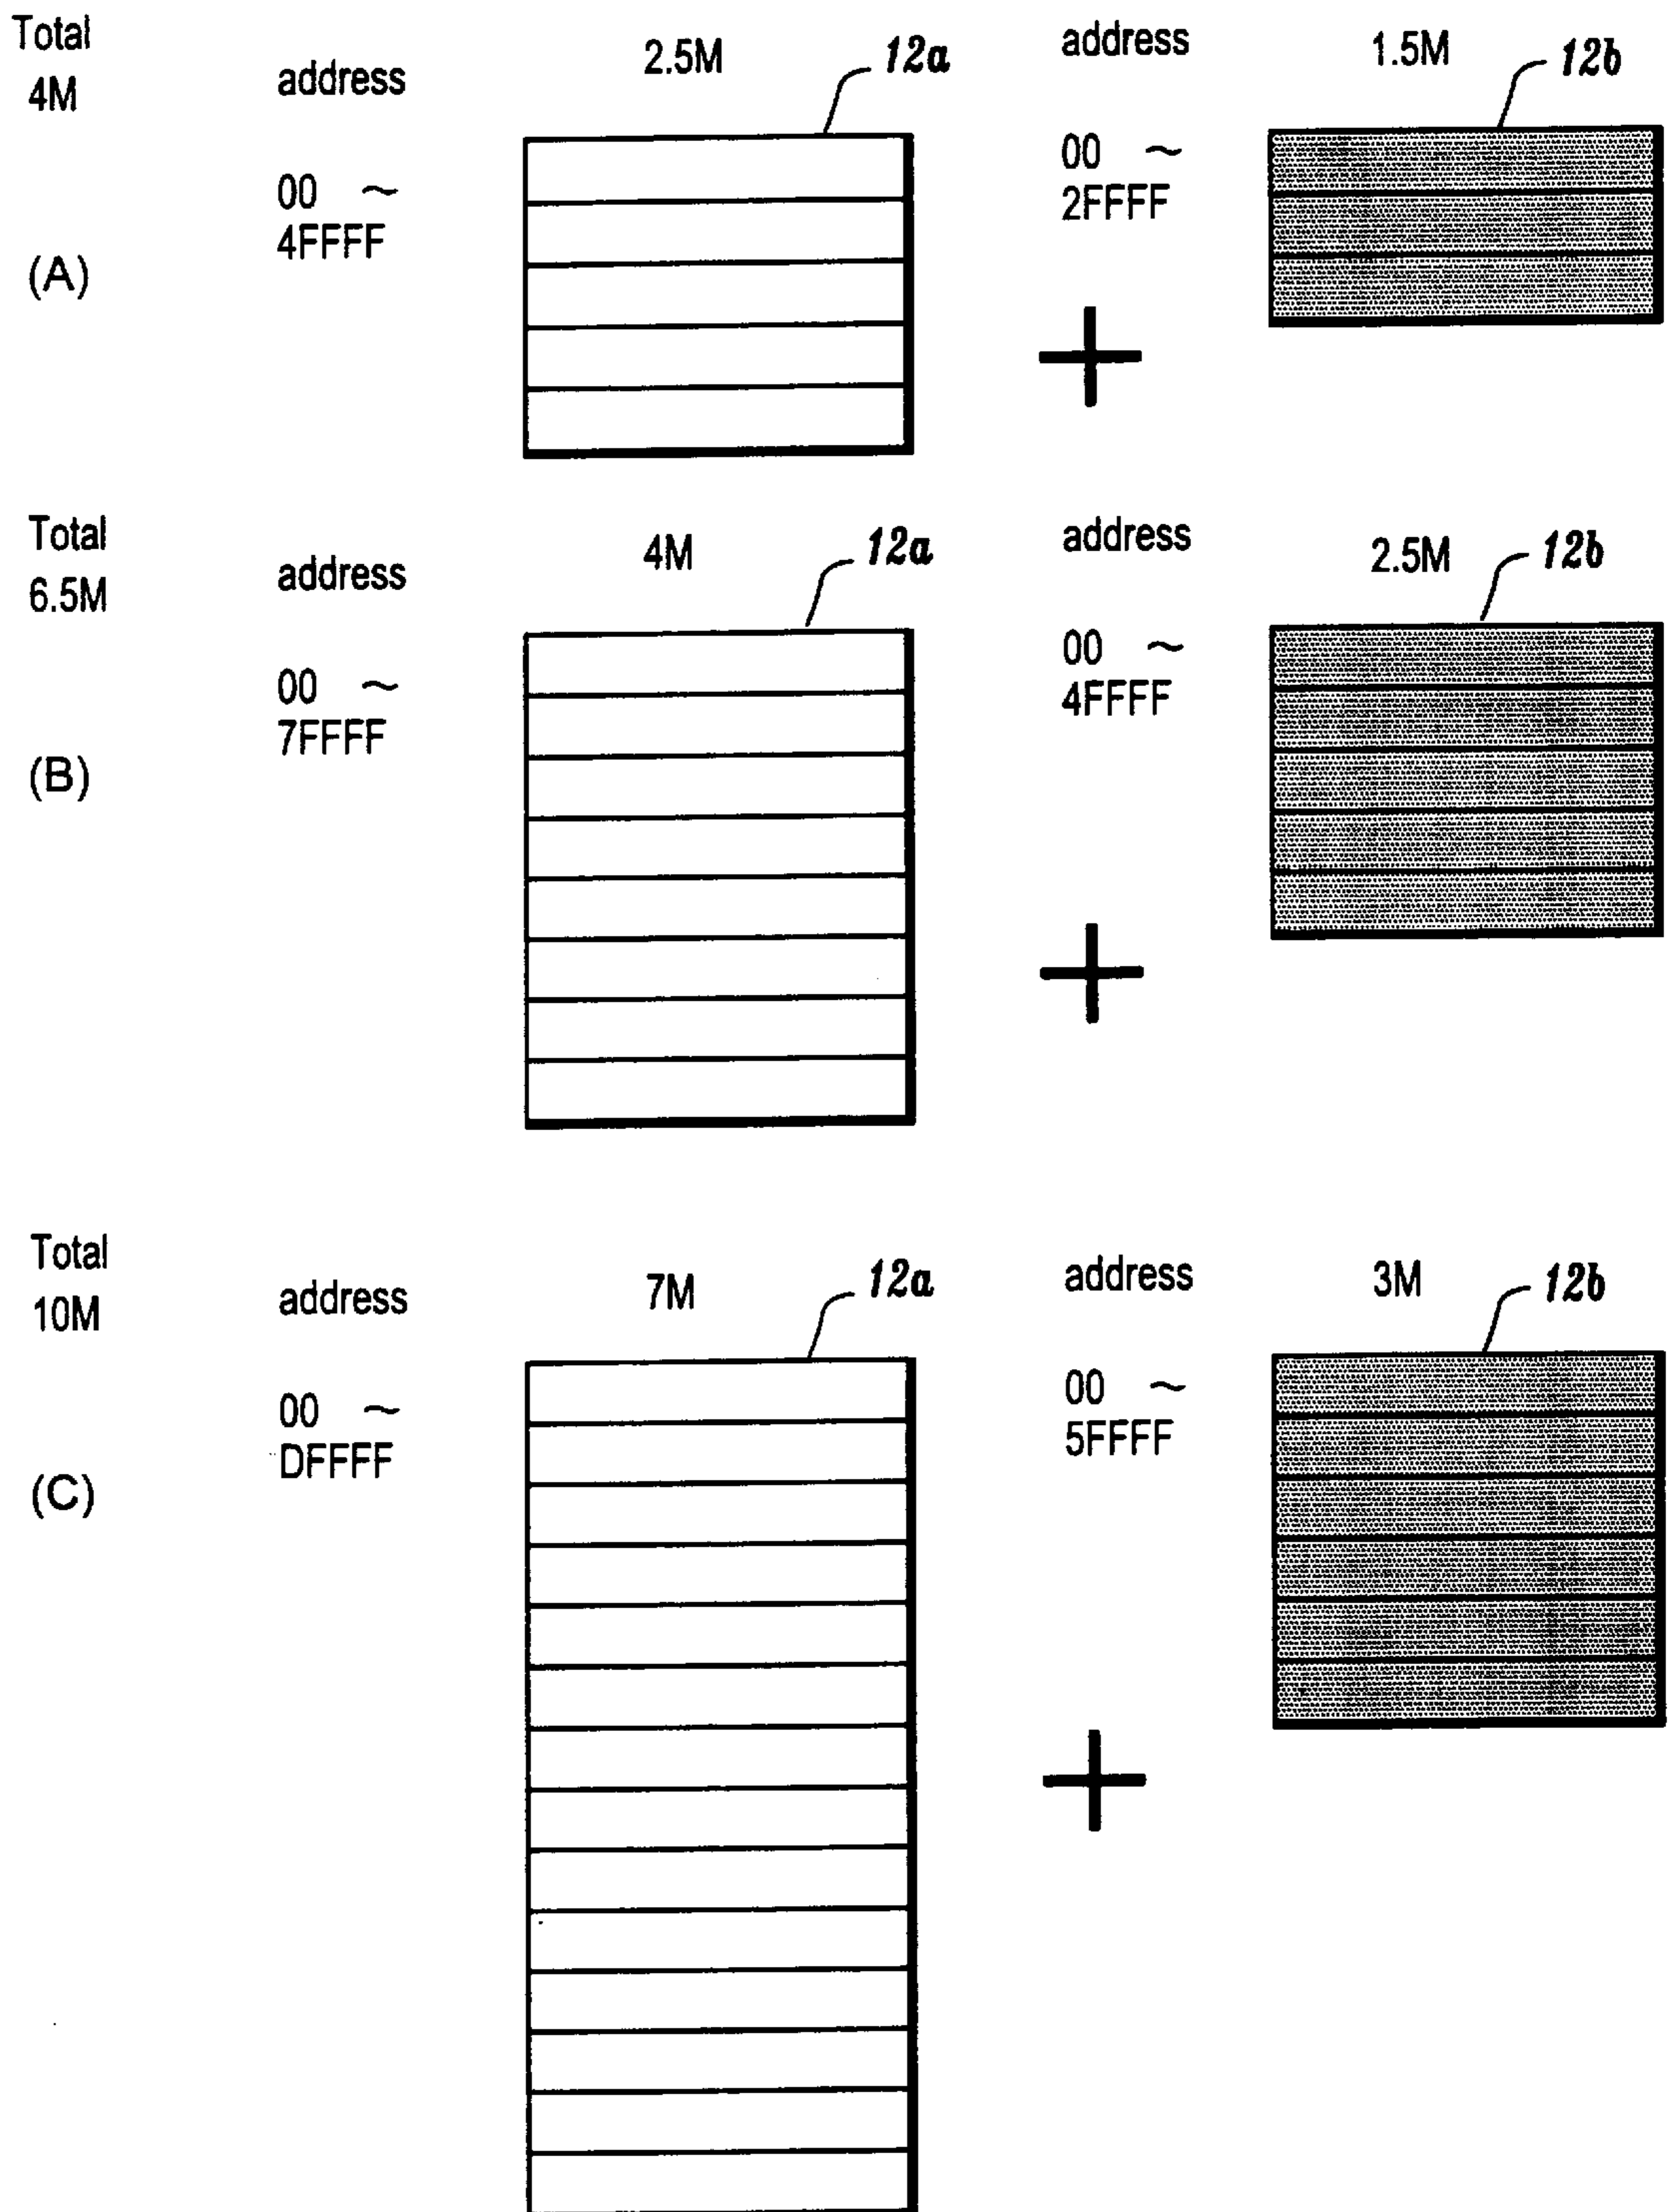 Total
4M
address
2.5M
12a
address
1.5M
12b
00 ~
4FFFF
00 ~
2FFFF
(A)
+
Total
6.5M
address
4M
12a
address
2.5M
12b
00 ~
7FFFF
00 ~
4FFFF
(B)
+
Total
10M
address
7M
12a
address
3M
12b
00 ~
DFFFF
00 ~
5FFFF
(C)
+